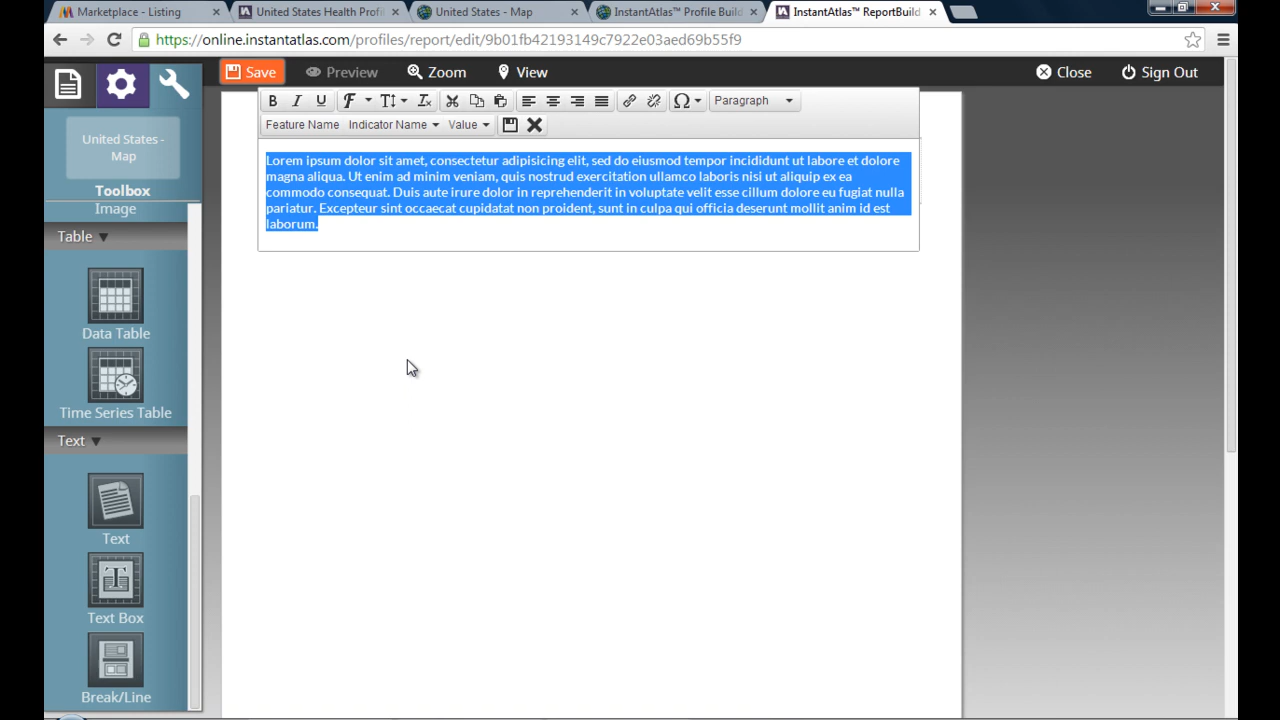 Marketplace - Listing
United States Health Profil
United States - Map
InstantAtlas™ Profile Build
InstantAtlas™ ReportBuild
https://online.instantatlas.com/profiles/report/edit/9b01fb42193149c7922e03aed69b55f9
Save
Preview
Zoom
View
Close
Sign Out
B I U
Paragraph
Feature Name
Indicator Name
Value
United States - Map
Toolbox
Image
Table
Data Table
Time Series Table
Text
Text
Text Box
Break/Line
Lorem ipsum dolor sit amet, consectetur adipisicing elit, sed do eiusmod tempor incididunt ut labore et dolore
magna aliqua. Ut enim ad minim veniam, quis nostrud exercitation ullamco laboris nisi ut aliquip ex ea
commodo consequat. Duis aute irure dolor in reprehenderit in voluptate velit esse cillum dolore eu fugiat nulla
pariatur. Excepteur sint occaecat cupidatat non proident, sunt in culpa qui officia deserunt mollit anim id est
laborum.